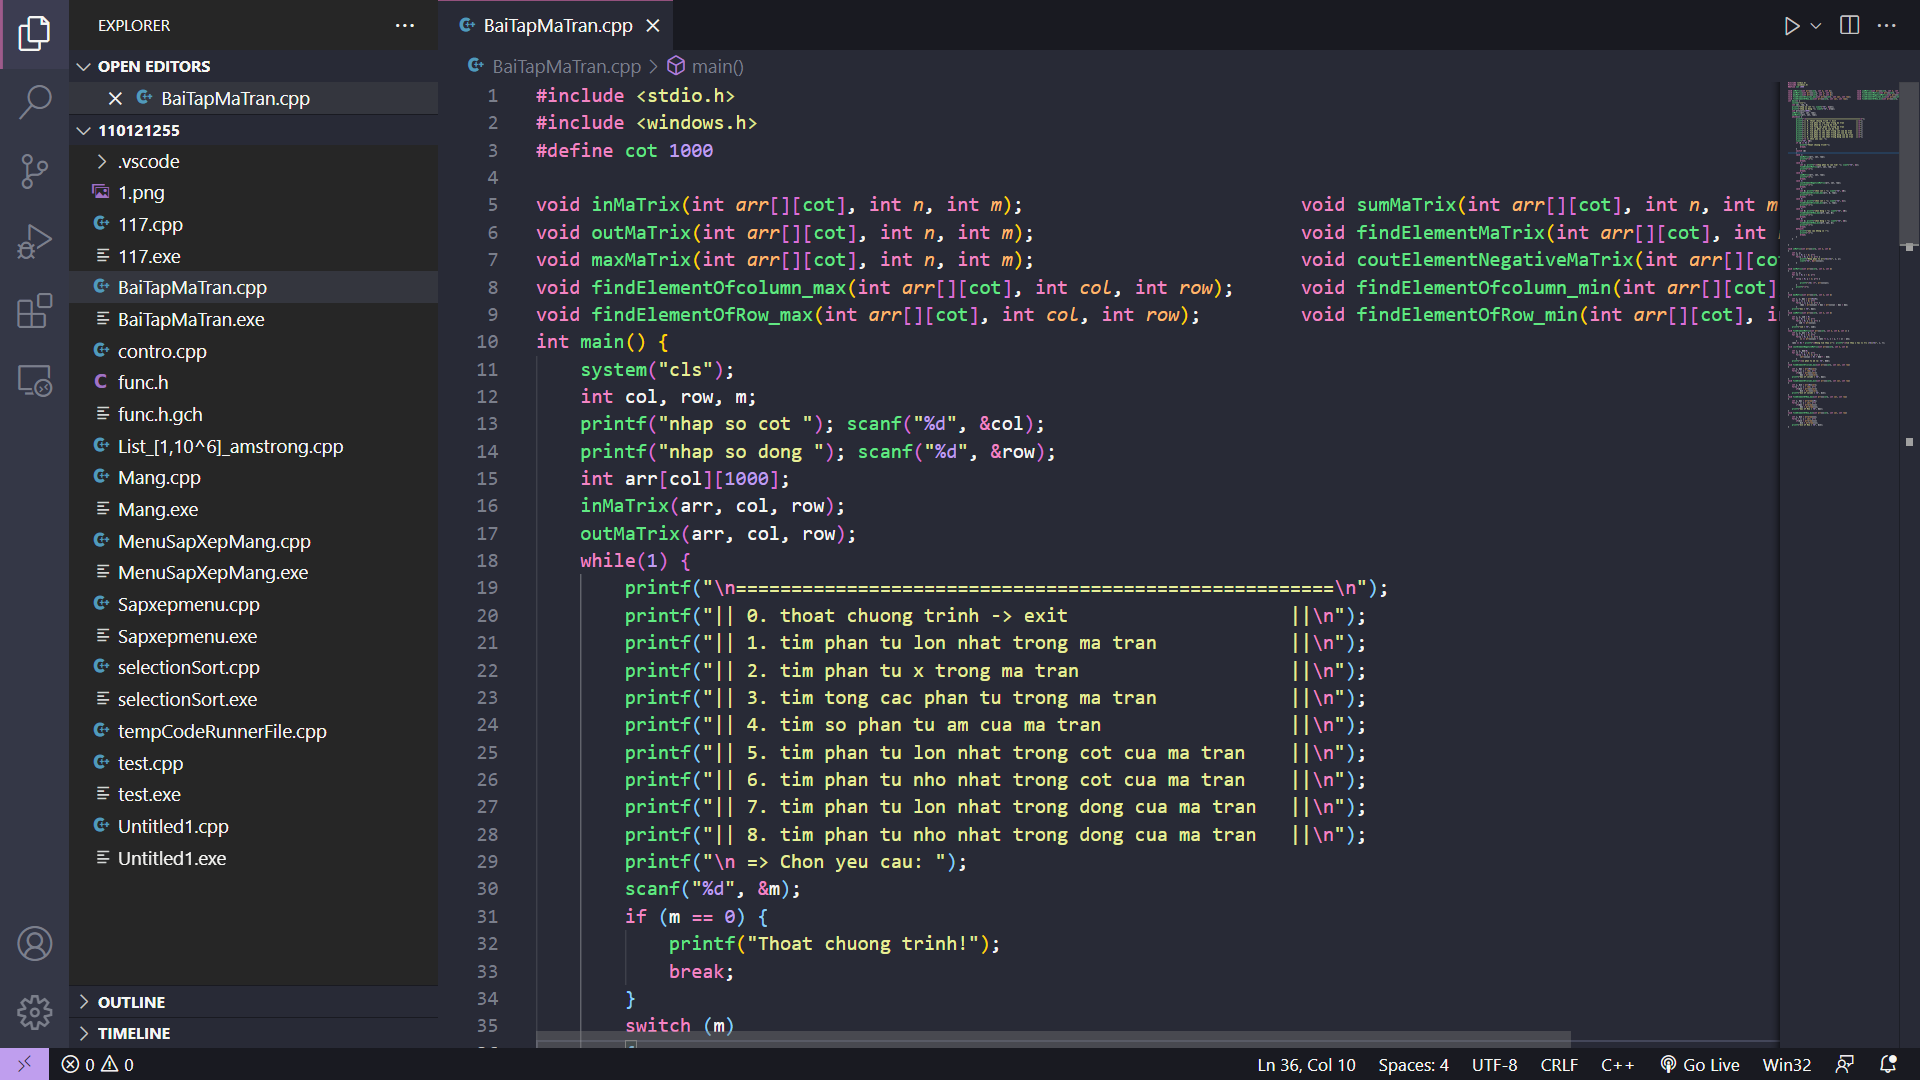 EXPLORER
OPEN EDITORS
BaiTapMaTran.cpp
110121255
.vscode
1.png
117.cpp
117.exe
BaiTapMaTran.cpp
BaiTapMaTran.exe
contro.cpp
func.h
func.h.gch
List_[1,10^6]_amstrong.cpp
Mang.cpp
Mang.exe
MenuSapXepMang.cpp
MenuSapXepMang.exe
Sapxepmenu.cpp
Sapxepmenu.exe
selectionSort.cpp
selectionSort.exe
tempCodeRunnerFile.cpp
test.cpp
test.exe
Untitled1.cpp
Untitled1.exe
OUTLINE
TIMELINE
BaiTapMaTran.cpp
BaiTapMaTran.cpp > main()
1 #include <stdio.h>
2 #include <windows.h>
3 #define cot 1000
4
5 void inMaTrix(int arr[][cot], int n, int m); void sumMaTrix(int arr[][cot], int n, int m
6 void outMaTrix(int arr[][cot], int n, int m); void findElementMaTrix(int arr[][cot], int
7 void maxMaTrix(int arr[][cot], int n, int m); void coutElementNegativeMaTrix(int arr[][co
8 void findElementOfcolumn_max(int arr[][cot], int col, int row); void findElementOfcolumn_min(int arr[][cot]
9 void findElementOfRow_max(int arr[][cot], int col, int row); void findElementOfRow_min(int arr[][cot], i
10 int main() {
11 system("cls");
12 int col, row, m;
13 printf("nhap so cot "); scanf("%d", &col);
14 printf("nhap so dong "); scanf("%d", &row);
15 int arr[col][1000];
16 inMaTrix(arr, col, row);
17 outMaTrix(arr, col, row);
18 while(1) {
19 printf("\n======================================================\n");
20 printf("|| 0. thoat chuong trinh -> exit ||\n");
21 printf("|| 1. tim phan tu lon nhat trong ma tran ||\n");
22 printf("|| 2. tim phan tu x trong ma tran ||\n");
23 printf("|| 3. tim tong cac phan tu trong ma tran ||\n");
24 printf("|| 4. tim so phan tu am cua ma tran ||\n");
25 printf("|| 5. tim phan tu lon nhat trong cot cua ma tran ||\n");
26 printf("|| 6. tim phan tu nho nhat trong cot cua ma tran ||\n");
27 printf("|| 7. tim phan tu lon nhat trong dong cua ma tran ||\n");
28 printf("|| 8. tim phan tu nho nhat trong dong cua ma tran ||\n");
29 printf("\n => Chon yeu cau: ");
30 scanf("%d", &m);
31 if (m == 0) {
32 printf("Thoat chuong trinh!");
33 break;
34 }
35 switch (m)
0 0
Ln 36, Col 10 Spaces: 4 UTF-8 CRLF C++ Go Live Win32